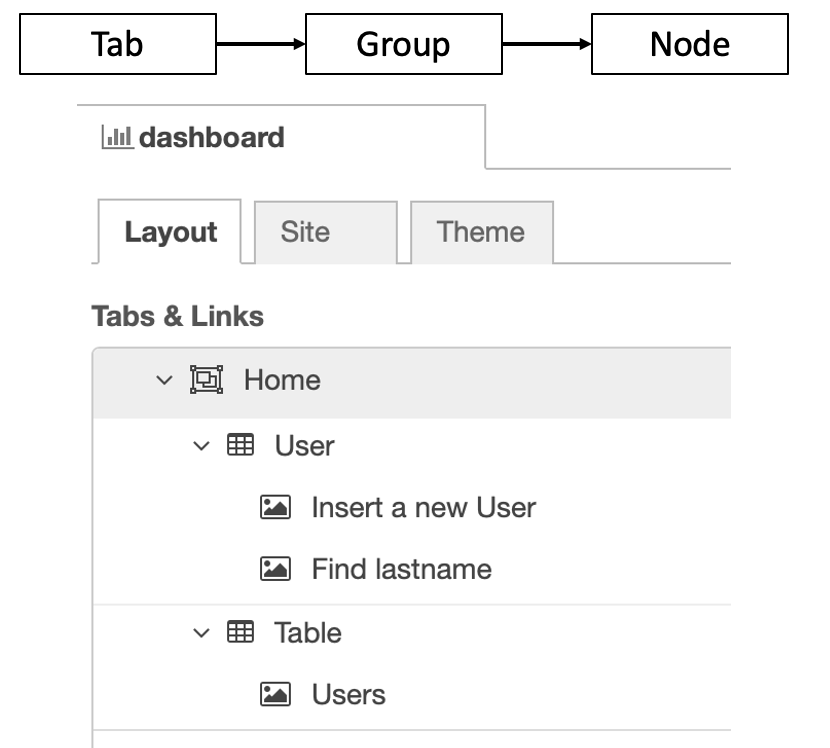 Tab Group Node
dashboard
Layout Site Theme
Tabs & Links
Home
User
Insert a new User
Find lastname
Table
Users